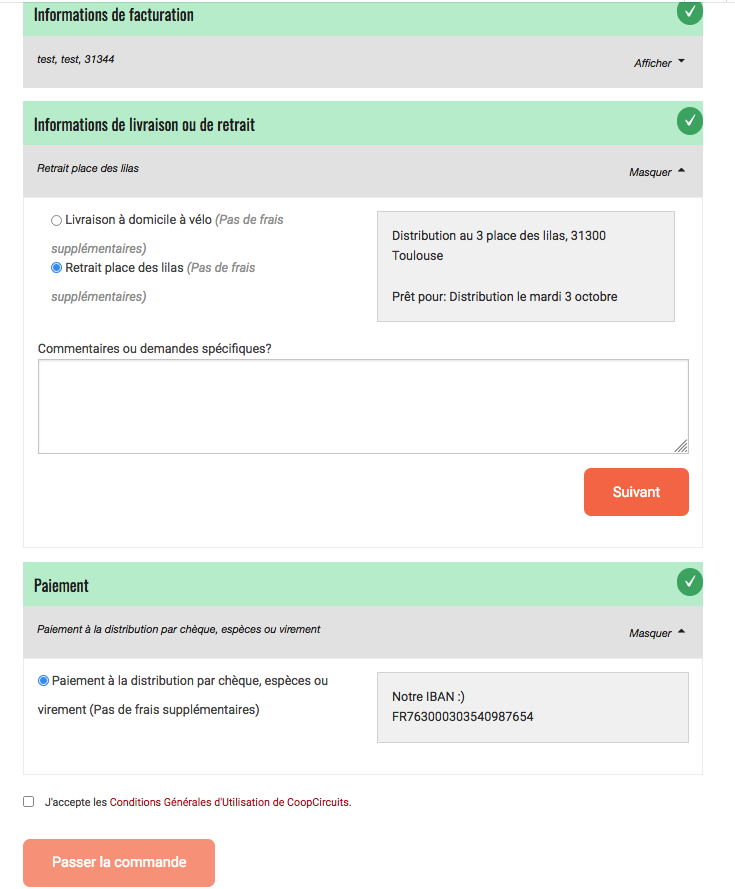 Informations de facturation
test, test, 31344
Afficher
Informations de livraison ou de retrait
Retrait place des lilas
Masquer
Livraison à domicile à vélo (Pas de frais
supplémentaires)
Retrait place des lilas (Pas de frais
supplémentaires)
Distribution au 3 place des lilas, 31300
Toulouse
Prêt pour: Distribution le mardi 3 octobre
Commentaires ou demandes spécifiques?
Suivant
Paiement
Paiement à la distribution par chèque, espèces ou virement
Masquer
Paiement à la distribution par chèque, espèces ou
virement (Pas de frais supplémentaires)
Notre IBAN :)
FR763000303540987654
J'accepte les Conditions Générales d'Utilisation de CoopCircuits.
Passer la commande